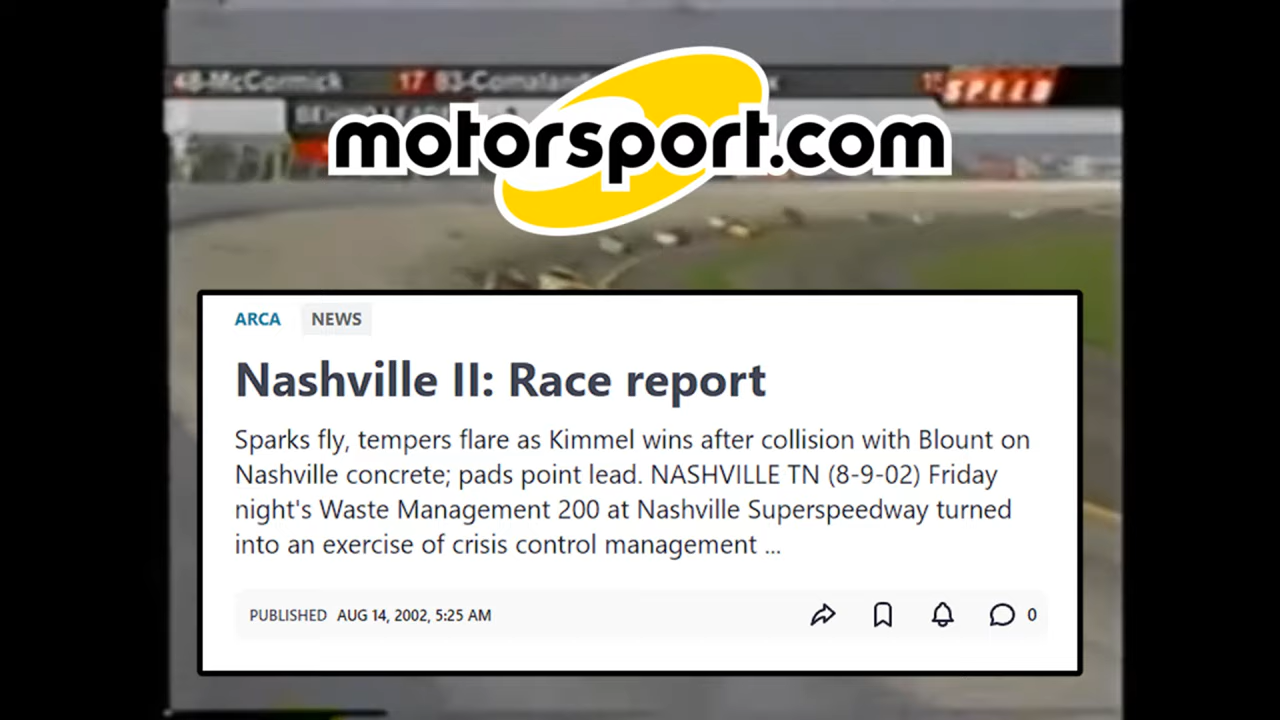 48-McCormick 17 83-Comaland
SPEED
motorsport.com
ARCA NEWS
Nashville II: Race report
Sparks fly, tempers flare as Kimmel wins after collision with Blount on
Nashville concrete; pads point lead. NASHVILLE TN (8-9-02) Friday
night's Waste Management 200 at Nashville Superspeedway turned
into an exercise of crisis control management ...
PUBLISHED AUG 14, 2002, 5:25 AM 0